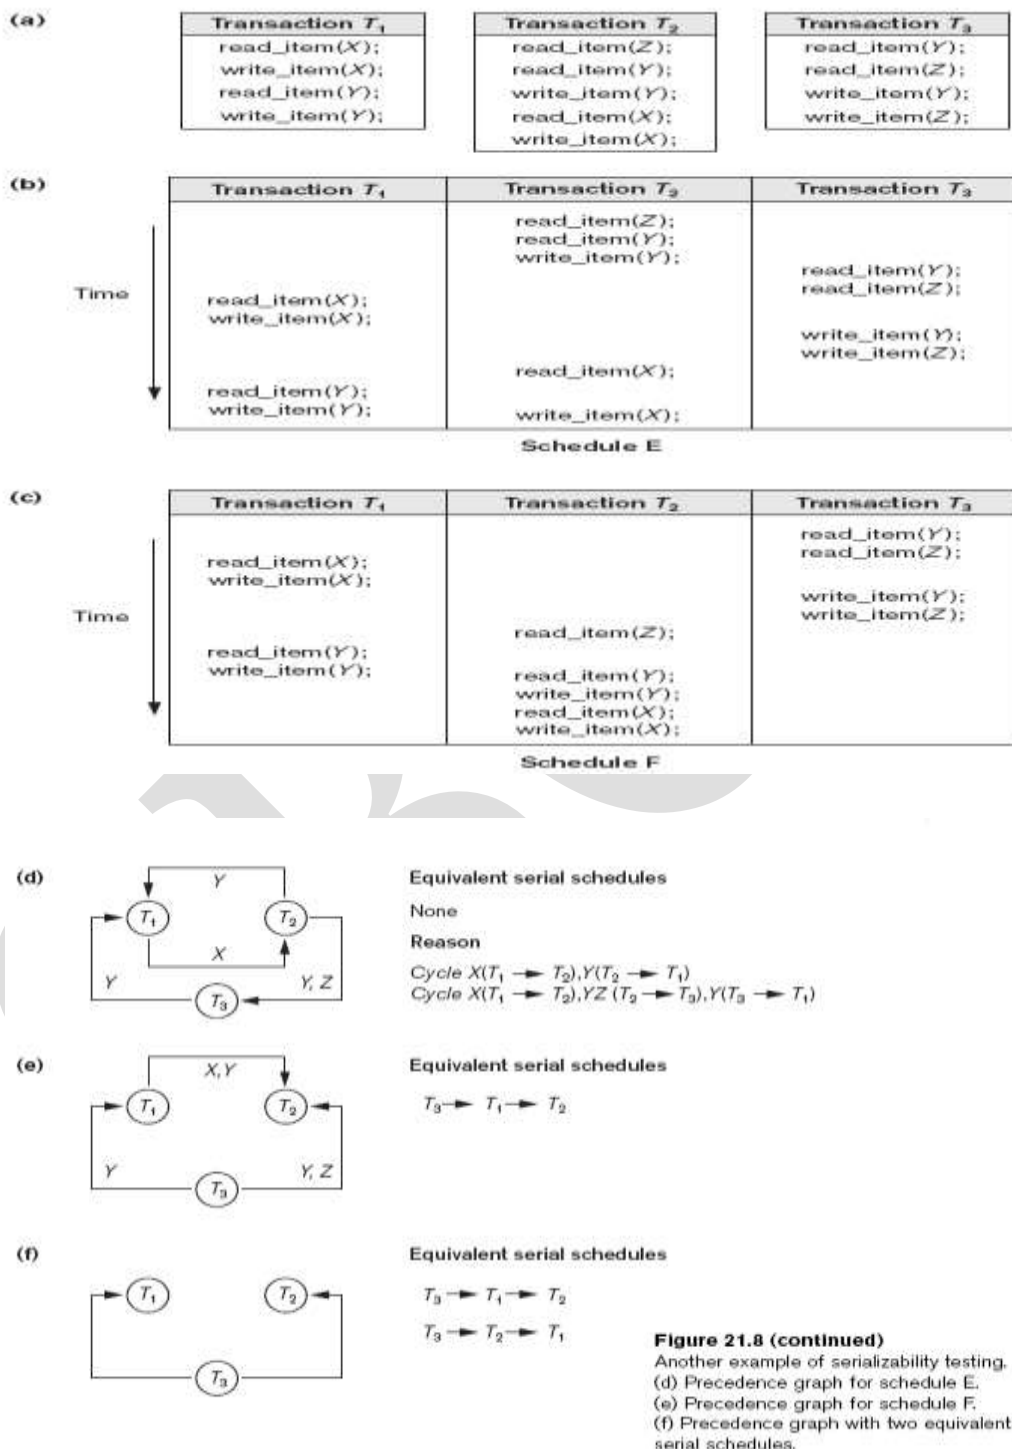 (a)
Transaction T₁ Transaction T₂ Transaction T₃
read_item(X); read_item(Z); read_item(Y);
write_item(X); read_item(Y); read_item(Z);
read_item(Y); write_item(Y); write_item(Y);
write_item(Y); read_item(X); write_item(Z);
write_item(X);
(b)
Transaction T₁ Transaction T₂ Transaction T₃
read_item(Z);
read_item(Y);
write_item(Y);
read_item(Y);
read_item(Z);
Time
read_item(X);
write_item(X);
write_item(Y);
write_item(Z);
read_item(X);
read_item(Y);
write_item(Y); write_item(X);
Schedule E
(c)
Transaction T₁ Transaction T₂ Transaction T₃
read_item(Y);
read_item(Z);
read_item(X);
write_item(X);
write_item(Y);
write_item(Z);
Time
read_item(Z);
read_item(Y);
write_item(Y);
read_item(Y);
write_item(Y);
read_item(X);
write_item(X);
Schedule F
(d)
Y
T₁ T₂
X
Y Y, Z
T₃
Equivalent serial schedules
None
Reason
Cycle X(T₁ → T₂),Y(T₂ → T₁)
Cycle X(T₁ → T₂),YZ (T₂ → T₃),Y(T₃ → T₁)
(e)
X,Y
T₁ T₂
Y Y, Z
T₃
Equivalent serial schedules
T₃ → T₁ → T₂
(f)
T₁ T₂
T₃
Equivalent serial schedules
T₃ → T₁ → T₂
T₃ → T₂ → T₁
Figure 21.8 (continued)
Another example of serializability testing.
(d) Precedence graph for schedule E.
(e) Precedence graph for schedule F.
(f) Precedence graph with two equivalent
serial schedules.